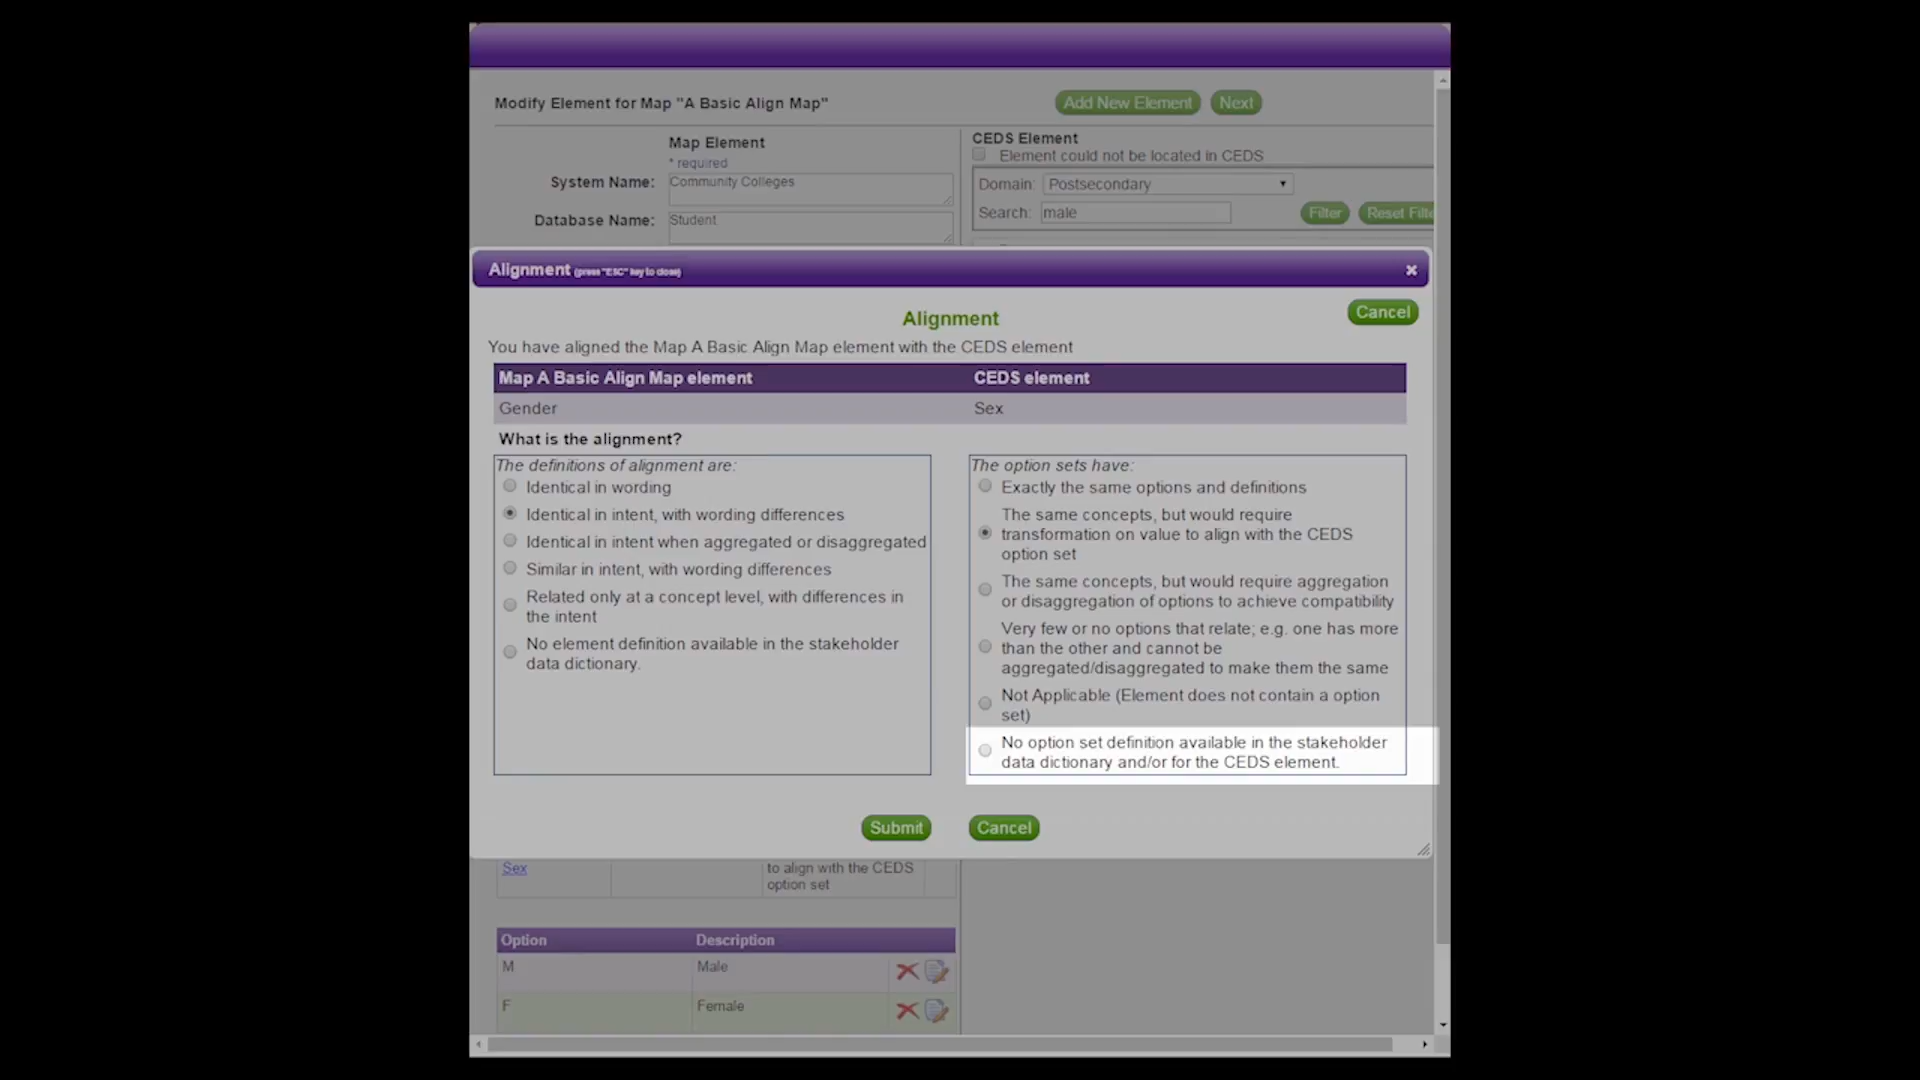 Modify Element for Map "A Basic Align Map"
Add New Element
Next
Map Element
* required
System Name:
Community Colleges
Database Name:
Student
CEDS Element
Element could not be located in CEDS
Domain:
Postsecondary
Search:
male
Filter
Reset Filte
Alignment (press "ESC" key to close)
Alignment
Cancel
You have aligned the Map A Basic Align Map element with the CEDS element
Map A Basic Align Map element
CEDS element
Gender
Sex
What is the alignment?
The definitions of alignment are:
Identical in wording
Identical in intent, with wording differences
Identical in intent when aggregated or disaggregated
Similar in intent, with wording differences
Related only at a concept level, with differences in
the intent
No element definition available in the stakeholder
data dictionary.
The option sets have:
Exactly the same options and definitions
The same concepts, but would require
transformation on value to align with the CEDS
option set
The same concepts, but would require aggregation
or disaggregation of options to achieve compatibility
Very few or no options that relate; e.g. one has more
than the other and cannot be
aggregated/disaggregated to make them the same
Not Applicable (Element does not contain a option
set)
No option set definition available in the stakeholder
data dictionary and/or for the CEDS element.
Submit
Cancel
Sex
to align with the CEDS
option set
Option
Description
M
Male
F
Female